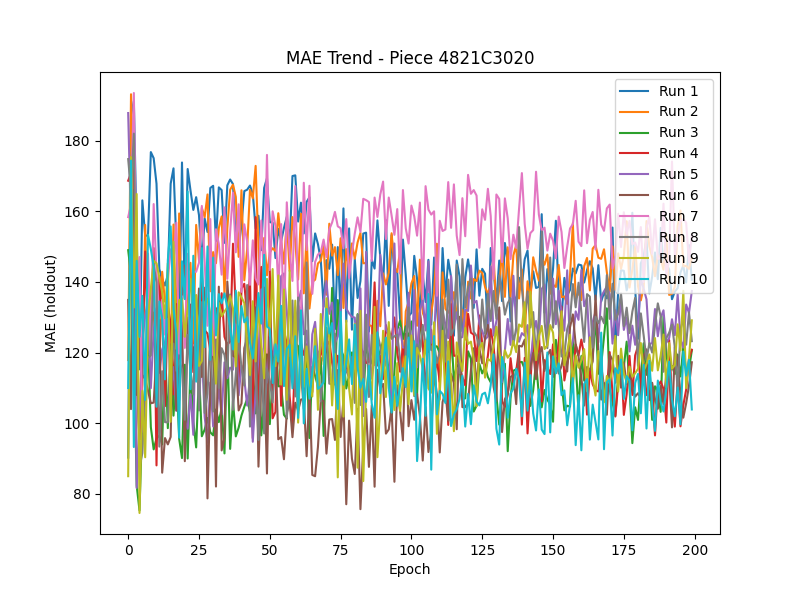 MAE Trend - Piece 4821C3020
MAE (holdout)
180
160
140
120
100
80
0
25
50
75
100
125
150
175
200
Epoch
Run 1
Run 2
Run 3
Run 4
Run 5
Run 6
Run 7
Run 8
Run 9
Run 10